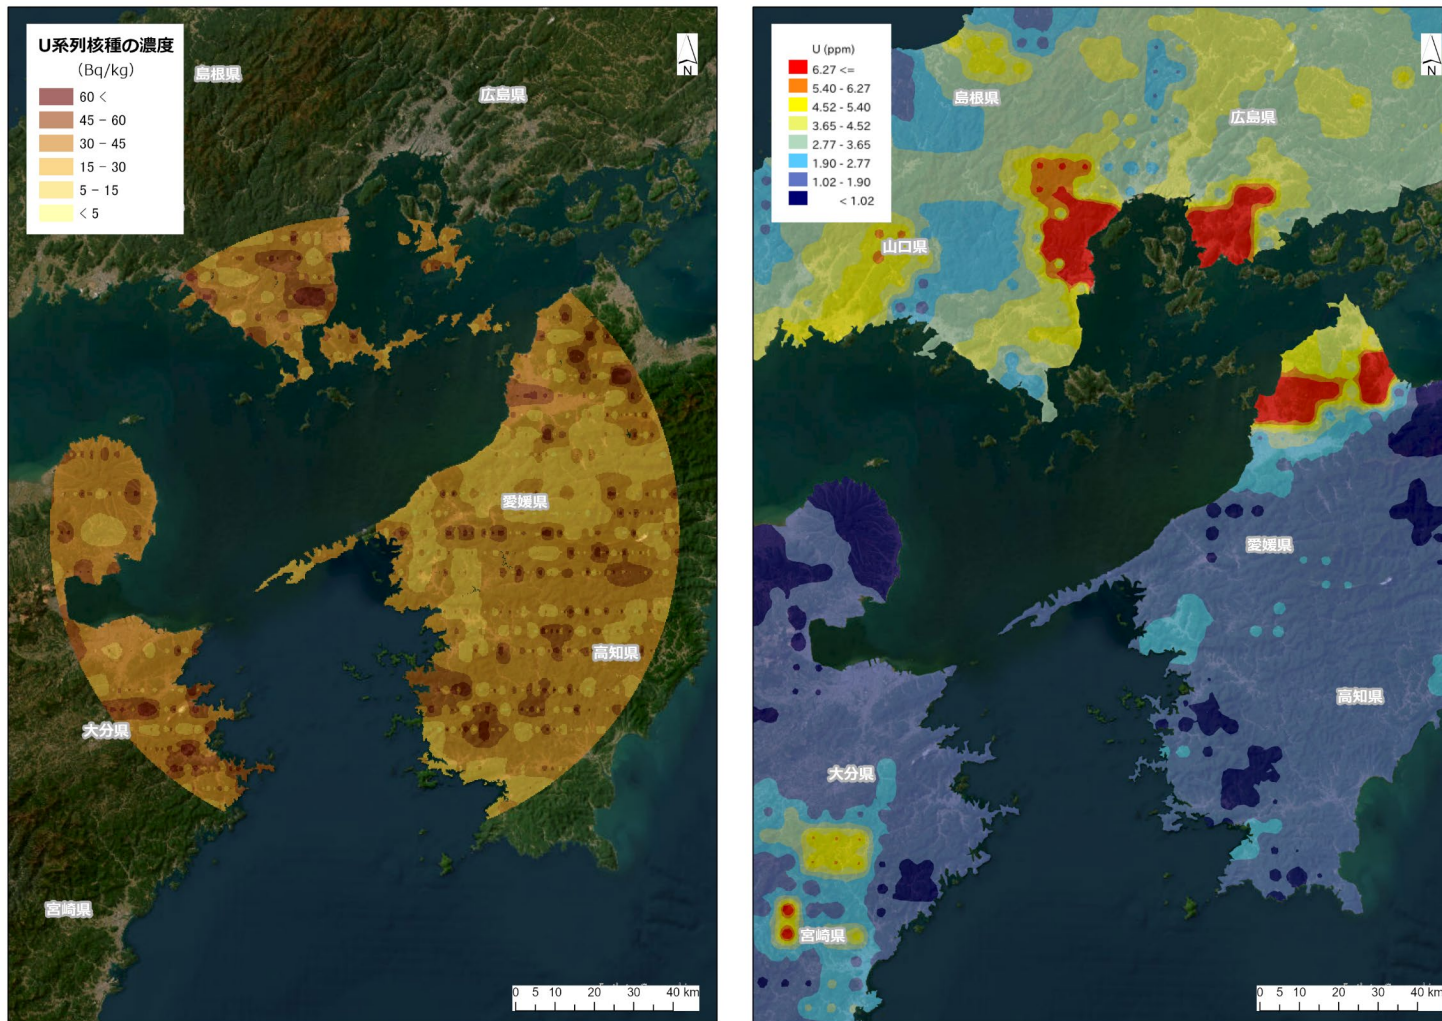 U系列核種の濃度
(Bq/kg)
60 <
45 - 60
30 - 45
15 - 30
5 - 15
< 5
島根県
広島県
N
愛媛県
高知県
大分県
宮崎県
0 5 10 20 30 40 km
U (ppm)
6.27 <=
5.40 - 6.27
4.52 - 5.40
3.65 - 4.52
2.77 - 3.65
1.90 - 2.77
1.02 - 1.90
< 1.02
N
島根県
広島県
山口県
愛媛県
高知県
大分県
宮崎県
0 5 10 20 30 40 km